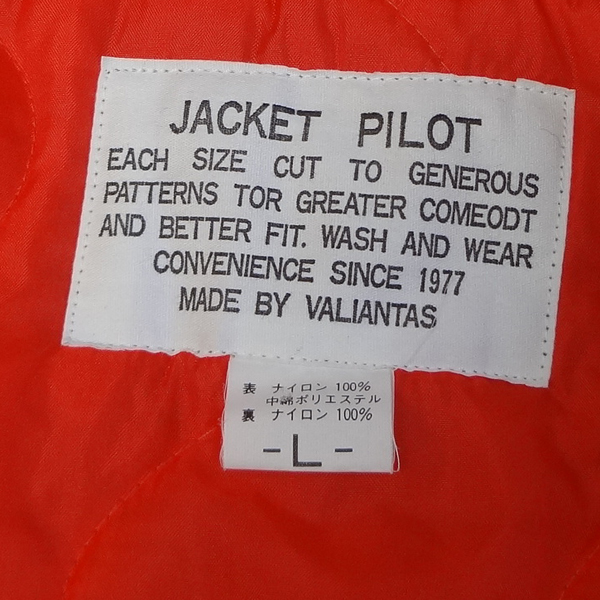 JACKET PILOT
EACH SIZE CUT TO GENEROUS
PATTERNS TOR GREATER COMEODT
AND BETTER FIT. WASH AND WEAR
CONVENIENCE SINCE 1977
MADE BY VALIANTAS
表 ナイロン 100%
中綿ポリエステル
裏 ナイロン 100%
-L-